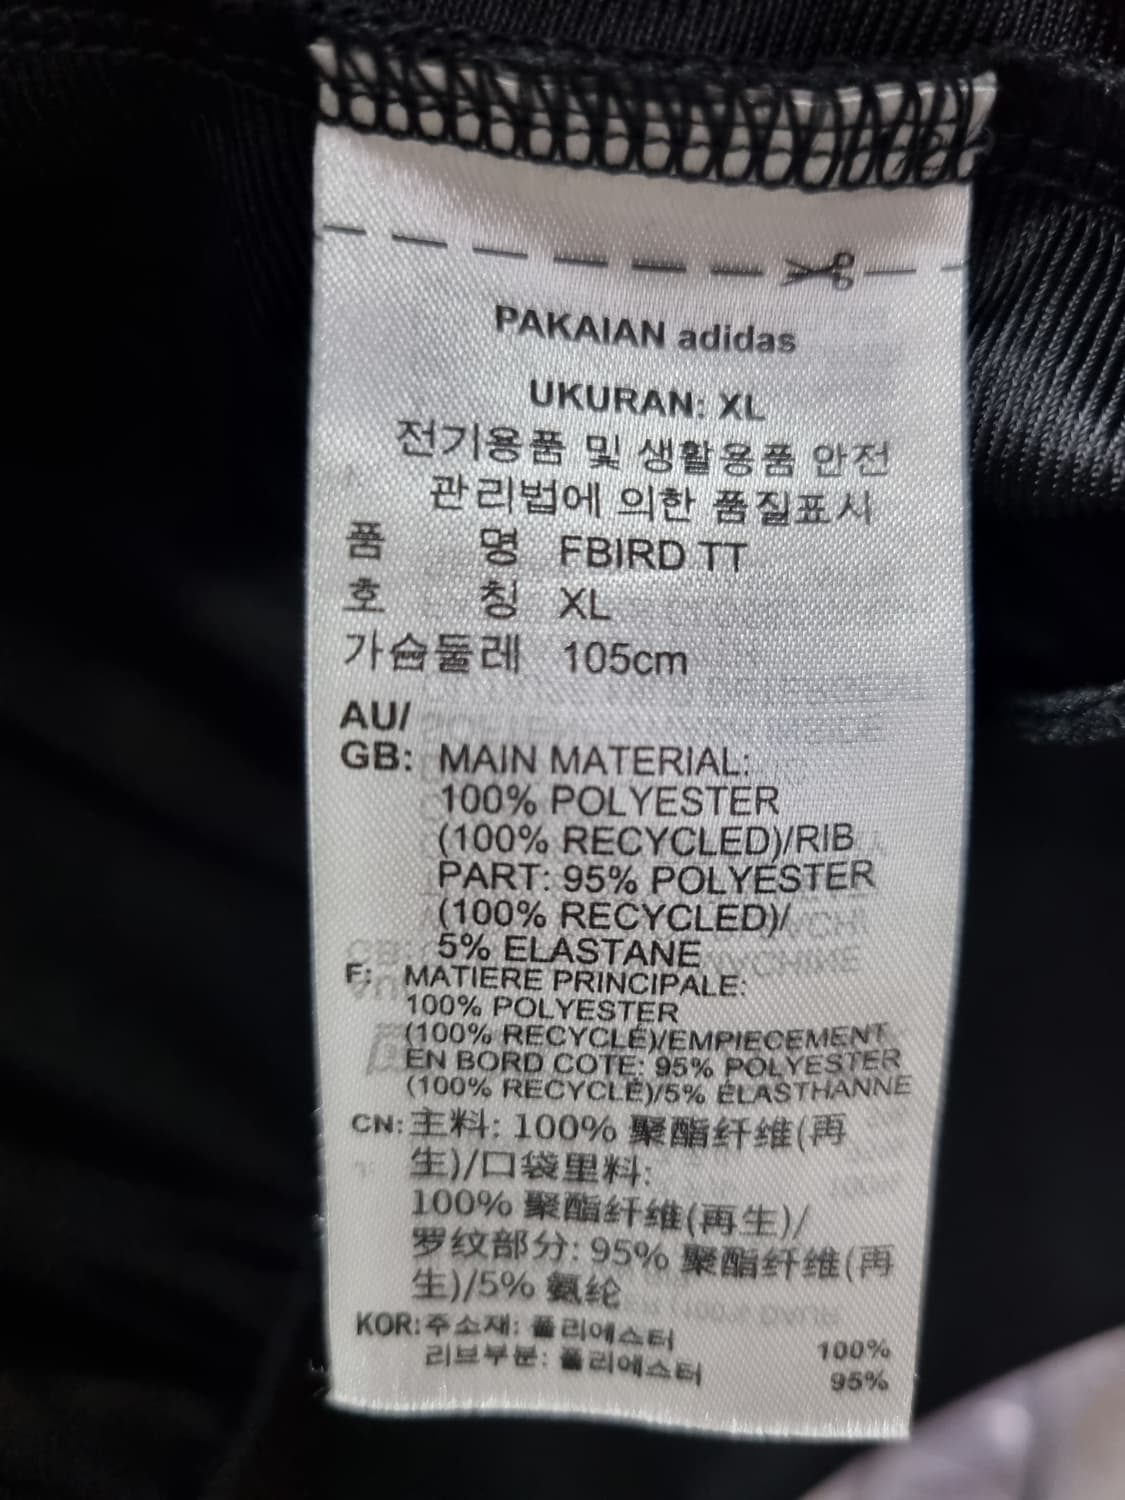 PAKAIAN adidas
UKURAN: XL
전기용품 및 생활용품 안전
관리법에 의한 품질표시
품 명 FBIRD TT
호 칭 XL
가슴둘레 105cm
AU/
GB: MAIN MATERIAL:
100% POLYESTER
(100% RECYCLED)/RIB
PART: 95% POLYESTER
(100% RECYCLED)/
5% ELASTANE
F: MATIERE PRINCIPALE:
100% POLYESTER
(100% RECYCLÉ)/EMPIECEMENT
EN BORD COTE: 95% POLYESTER
(100% RECYCLÉ)/5% ÉLASTHANNE
CN: 主料: 100% 聚酯纤维(再
生)/口袋里料:
100% 聚酯纤维(再生)/
罗纹部分: 95% 聚酯纤维(再
生)/5% 氨纶
KOR: 주소재: 폴리에스터 100%
리브부분: 폴리에스터 95%